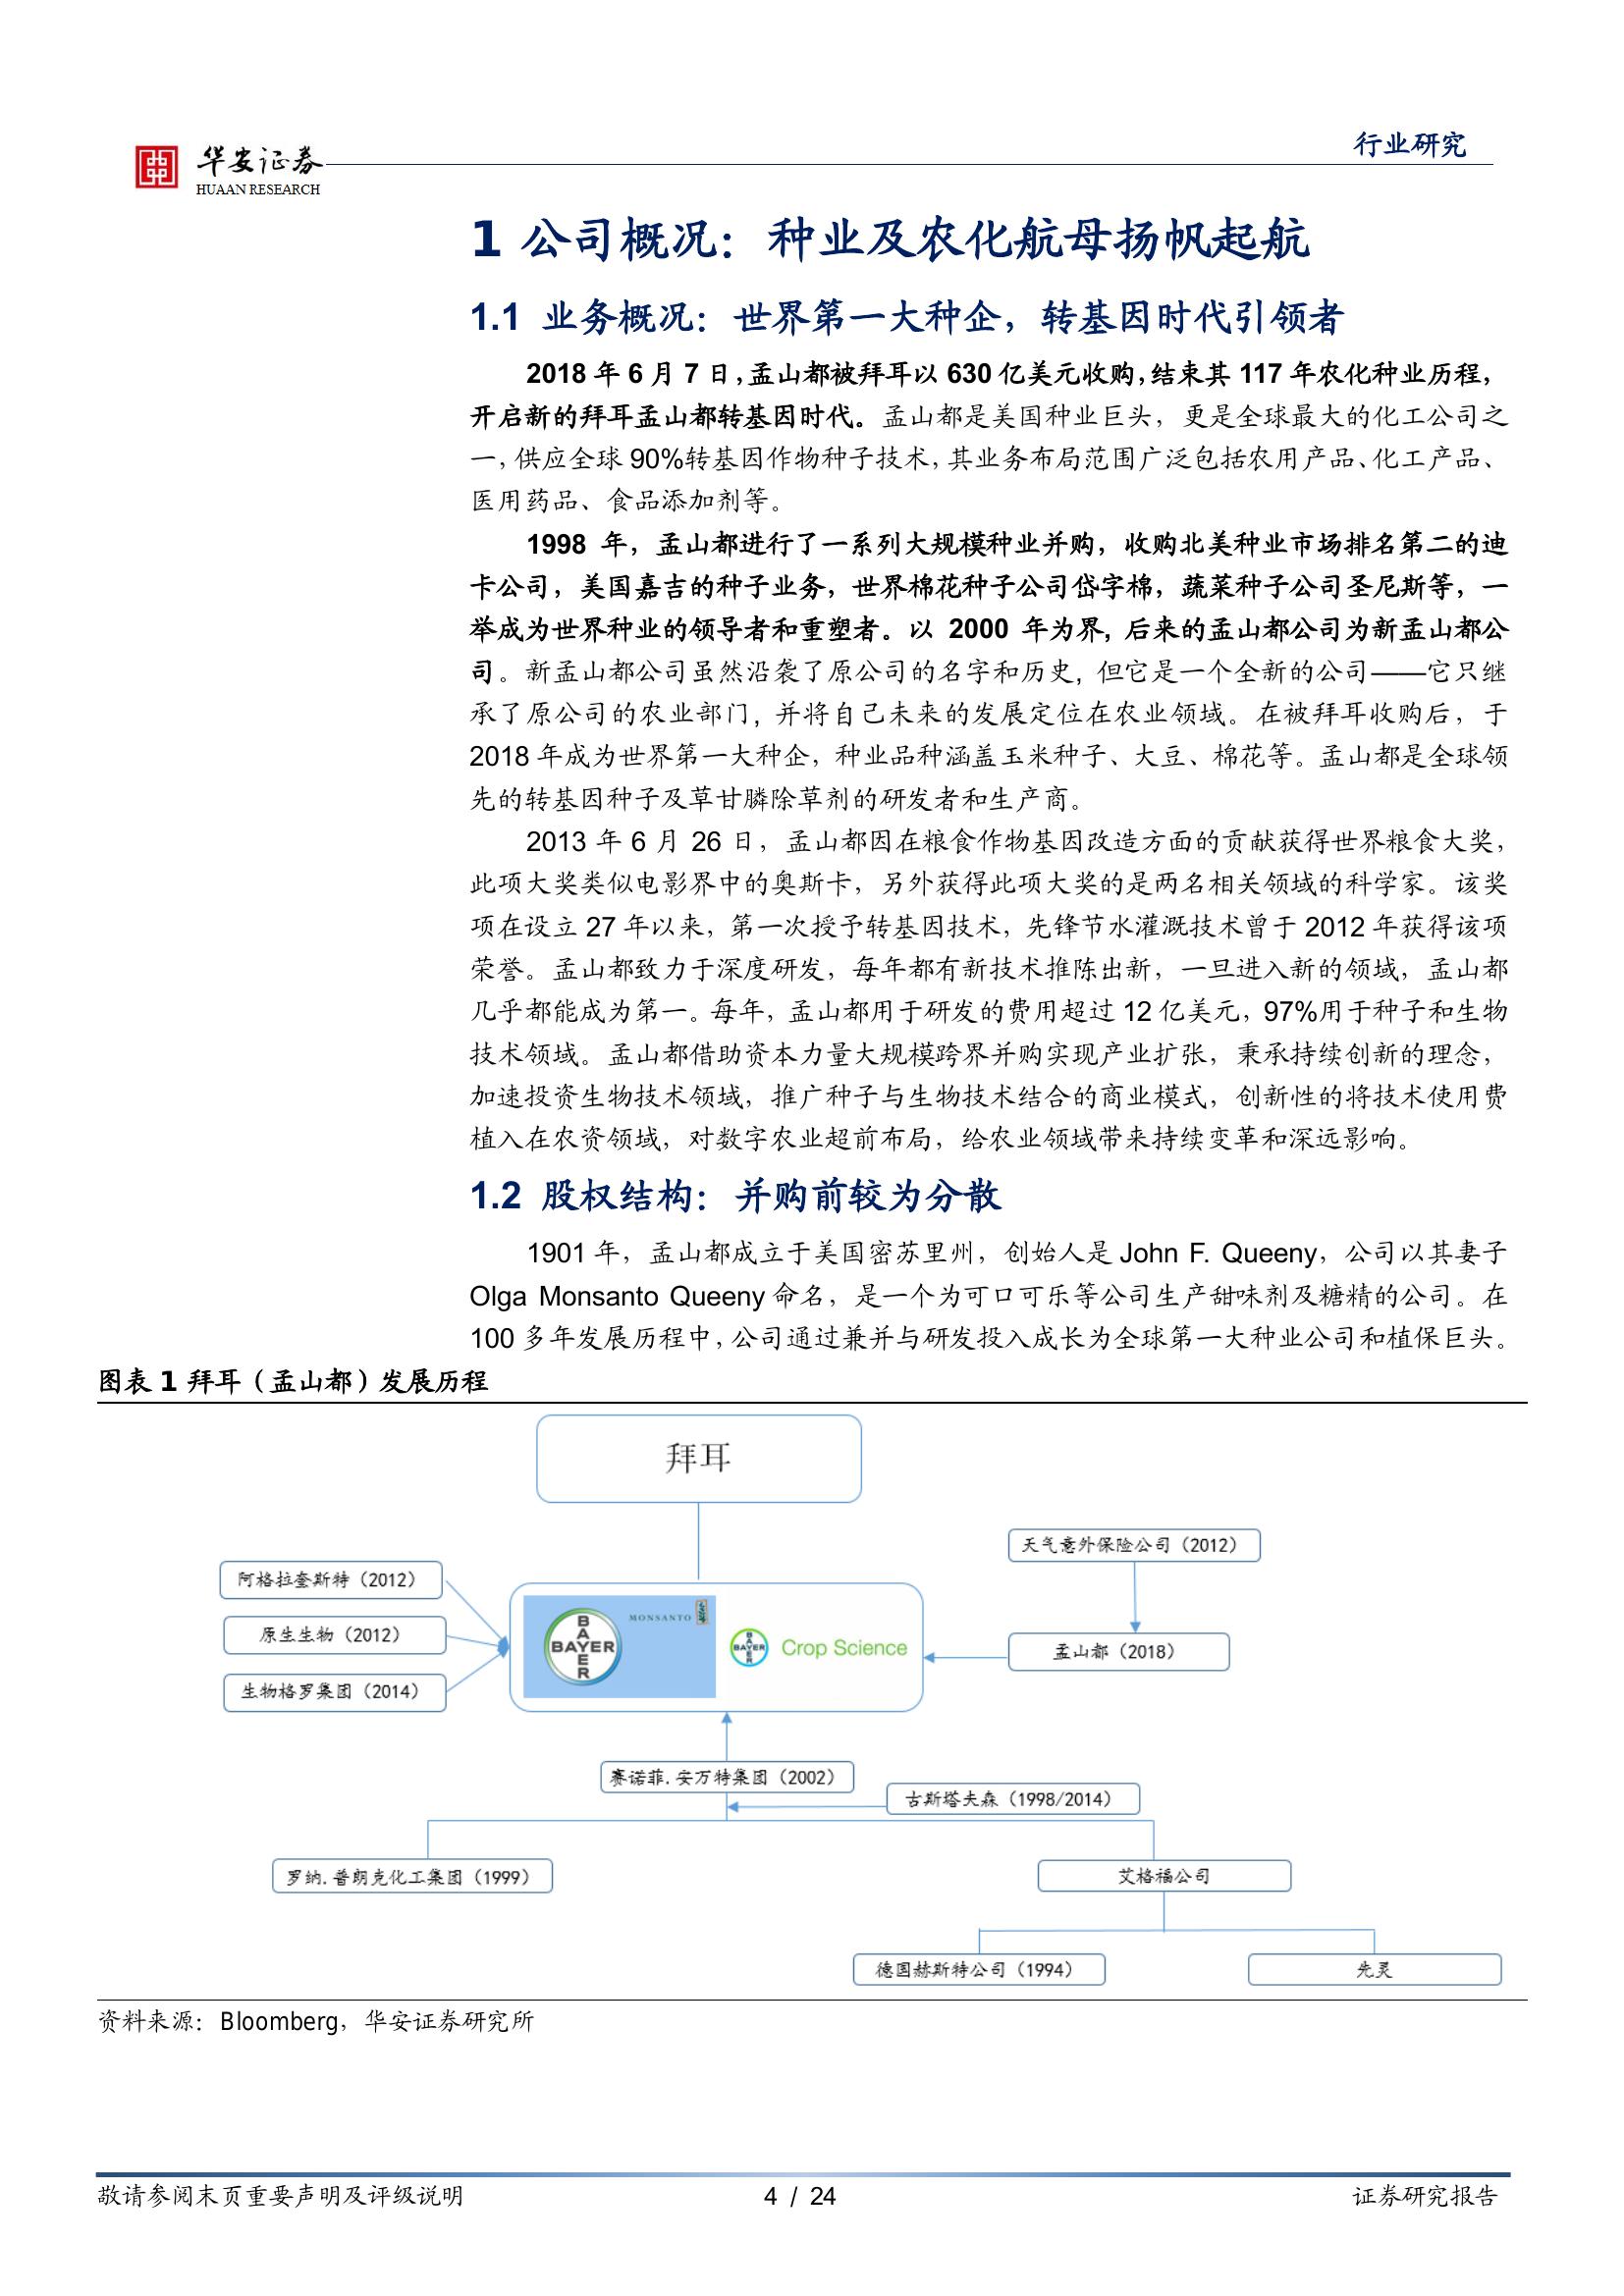 华安证券
HUAAN RESEARCH
行业研究
1 公司概况：种业及农化航母扬帆起航
1.1 业务概况：世界第一大种企，转基因时代引领者
2018 年 6 月 7 日，孟山都被拜耳以 630 亿美元收购，结束其 117 年农化种业历程，
开启新的拜耳孟山都转基因时代。孟山都是美国种业巨头，更是全球最大的化工公司之
一，供应全球 90%转基因作物种子技术，其业务布局范围广泛包括农用产品、化工产品、
医用药品、食品添加剂等。
1998 年，孟山都进行了一系列大规模种业并购，收购北美种业市场排名第二的迪
卡公司，美国嘉吉的种子业务，世界棉花种子公司岱字棉，蔬菜种子公司圣尼斯等，一
举成为世界种业的领导者和重塑者。以 2000 年为界，后来的孟山都公司为新孟山都公
司。新孟山都公司虽然沿袭了原公司的名字和历史，但它是一个全新的公司——它只继
承了原公司的农业部门，并将自己未来的发展定位在农业领域。在被拜耳收购后，于
2018 年成为世界第一大种企，种业品种涵盖玉米种子、大豆、棉花等。孟山都是全球领
先的转基因种子及草甘膦除草剂的研发者和生产商。
2013 年 6 月 26 日，孟山都因在粮食作物基因改造方面的贡献获得世界粮食大奖，
此项大奖类似电影界中的奥斯卡，另外获得此项大奖的是两名相关领域的科学家。该奖
项在设立 27 年以来，第一次授予转基因技术，先锋节水灌溉技术曾于 2012 年获得该项
荣誉。孟山都致力于深度研发，每年都有新技术推陈出新，一旦进入新的领域，孟山都
几乎都能成为第一。每年，孟山都用于研发的费用超过 12 亿美元，97%用于种子和生物
技术领域。孟山都借助资本力量大规模跨界并购实现产业扩张，秉承持续创新的理念，
加速投资生物技术领域，推广种子与生物技术结合的商业模式，创新性的将技术使用费
植入在农资领域，对数字农业超前布局，给农业领域带来持续变革和深远影响。
1.2 股权结构：并购前较为分散
1901 年，孟山都成立于美国密苏里州，创始人是 John F. Queeny，公司以其妻子
Olga Monsanto Queeny 命名，是一个为可口可乐等公司生产甜味剂及糖精的公司。在
100 多年发展历程中，公司通过兼并与研发投入成长为全球第一大种业公司和植保巨头。
图表 1 拜耳（孟山都）发展历程
拜耳
天气意外保险公司（2012）
阿格拉奎斯特（2012）
原生生物（2012）
生物格罗集团（2014）
BAYER
BAYER
MONSANTO
BAYER
BAYER
Crop Science
孟山都（2018）
赛诺菲.安万特集团（2002）
古斯塔夫森（1998/2014）
罗纳.普朗克化工集团（1999）
艾格福公司
德国赫斯特公司（1994）
先灵
资料来源：Bloomberg，华安证券研究所
敬请参阅末页重要声明及评级说明
4 / 24
证券研究报告